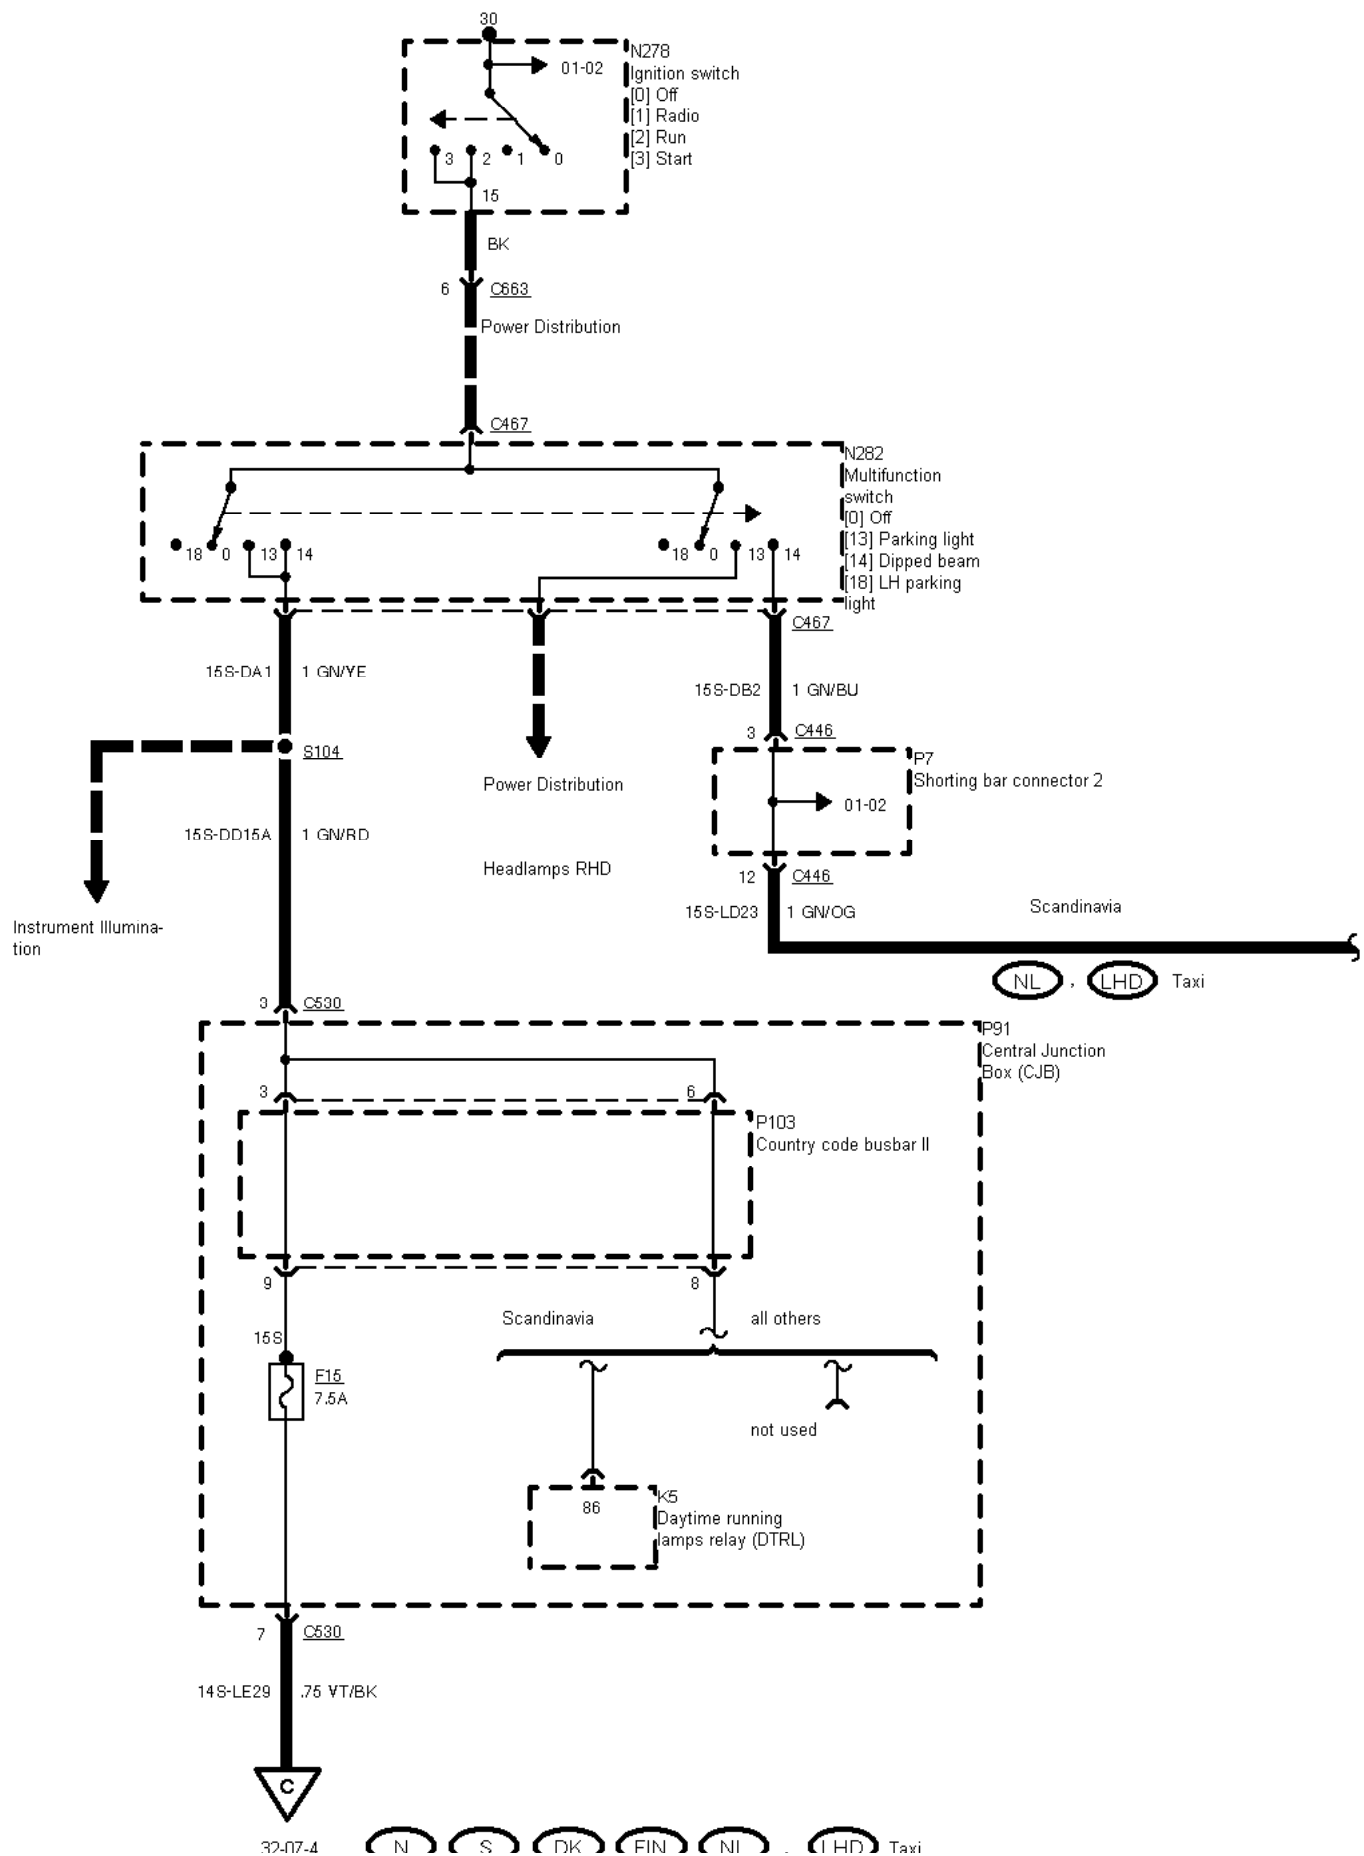 30
N278
Ignition switch
[0] Off
[1] Radio
[2] Run
[3] Start
01-02
3 2 1 0
15
BK
6 C663
Power Distribution
C467
N282
Multifunction
switch
[0] Off
[13] Parking light
[14] Dipped beam
[18] LH parking
light
18 0 13 14
18 0 13 14
C467
15S-DA1 1 GN/YE
15S-DB2 1 GN/BU
3 C446
S104
P7
Shorting bar connector 2
01-02
Power Distribution
15S-DD15A 1 GN/RD
Headlamps RHD
12 C446
15S-LD23 1 GN/OG
Scandinavia
Instrument Illumina-
tion
NL , LHD Taxi
3 C530
P91
Central Junction
Box (CJB)
3 6
P103
Country code busbar II
9 8
Scandinavia all others
15S
F15
7.5A
not used
86
K5
Daytime running
lamps relay (DTRL)
7 C530
14S-LE29 .75 VT/BK
C
32-07-4 N S DK FIN NL , LHD Taxi